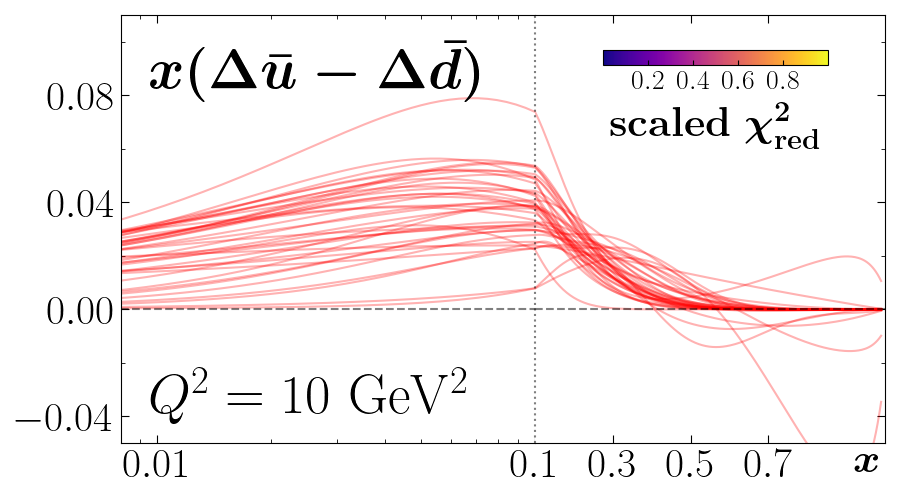 x(Δū − Δd̄)
0.2 0.4 0.6 0.8
scaled χ²red
0.08
0.04
0.00
−0.04
Q² = 10 GeV²
0.01 0.1 0.3 0.5 0.7 x